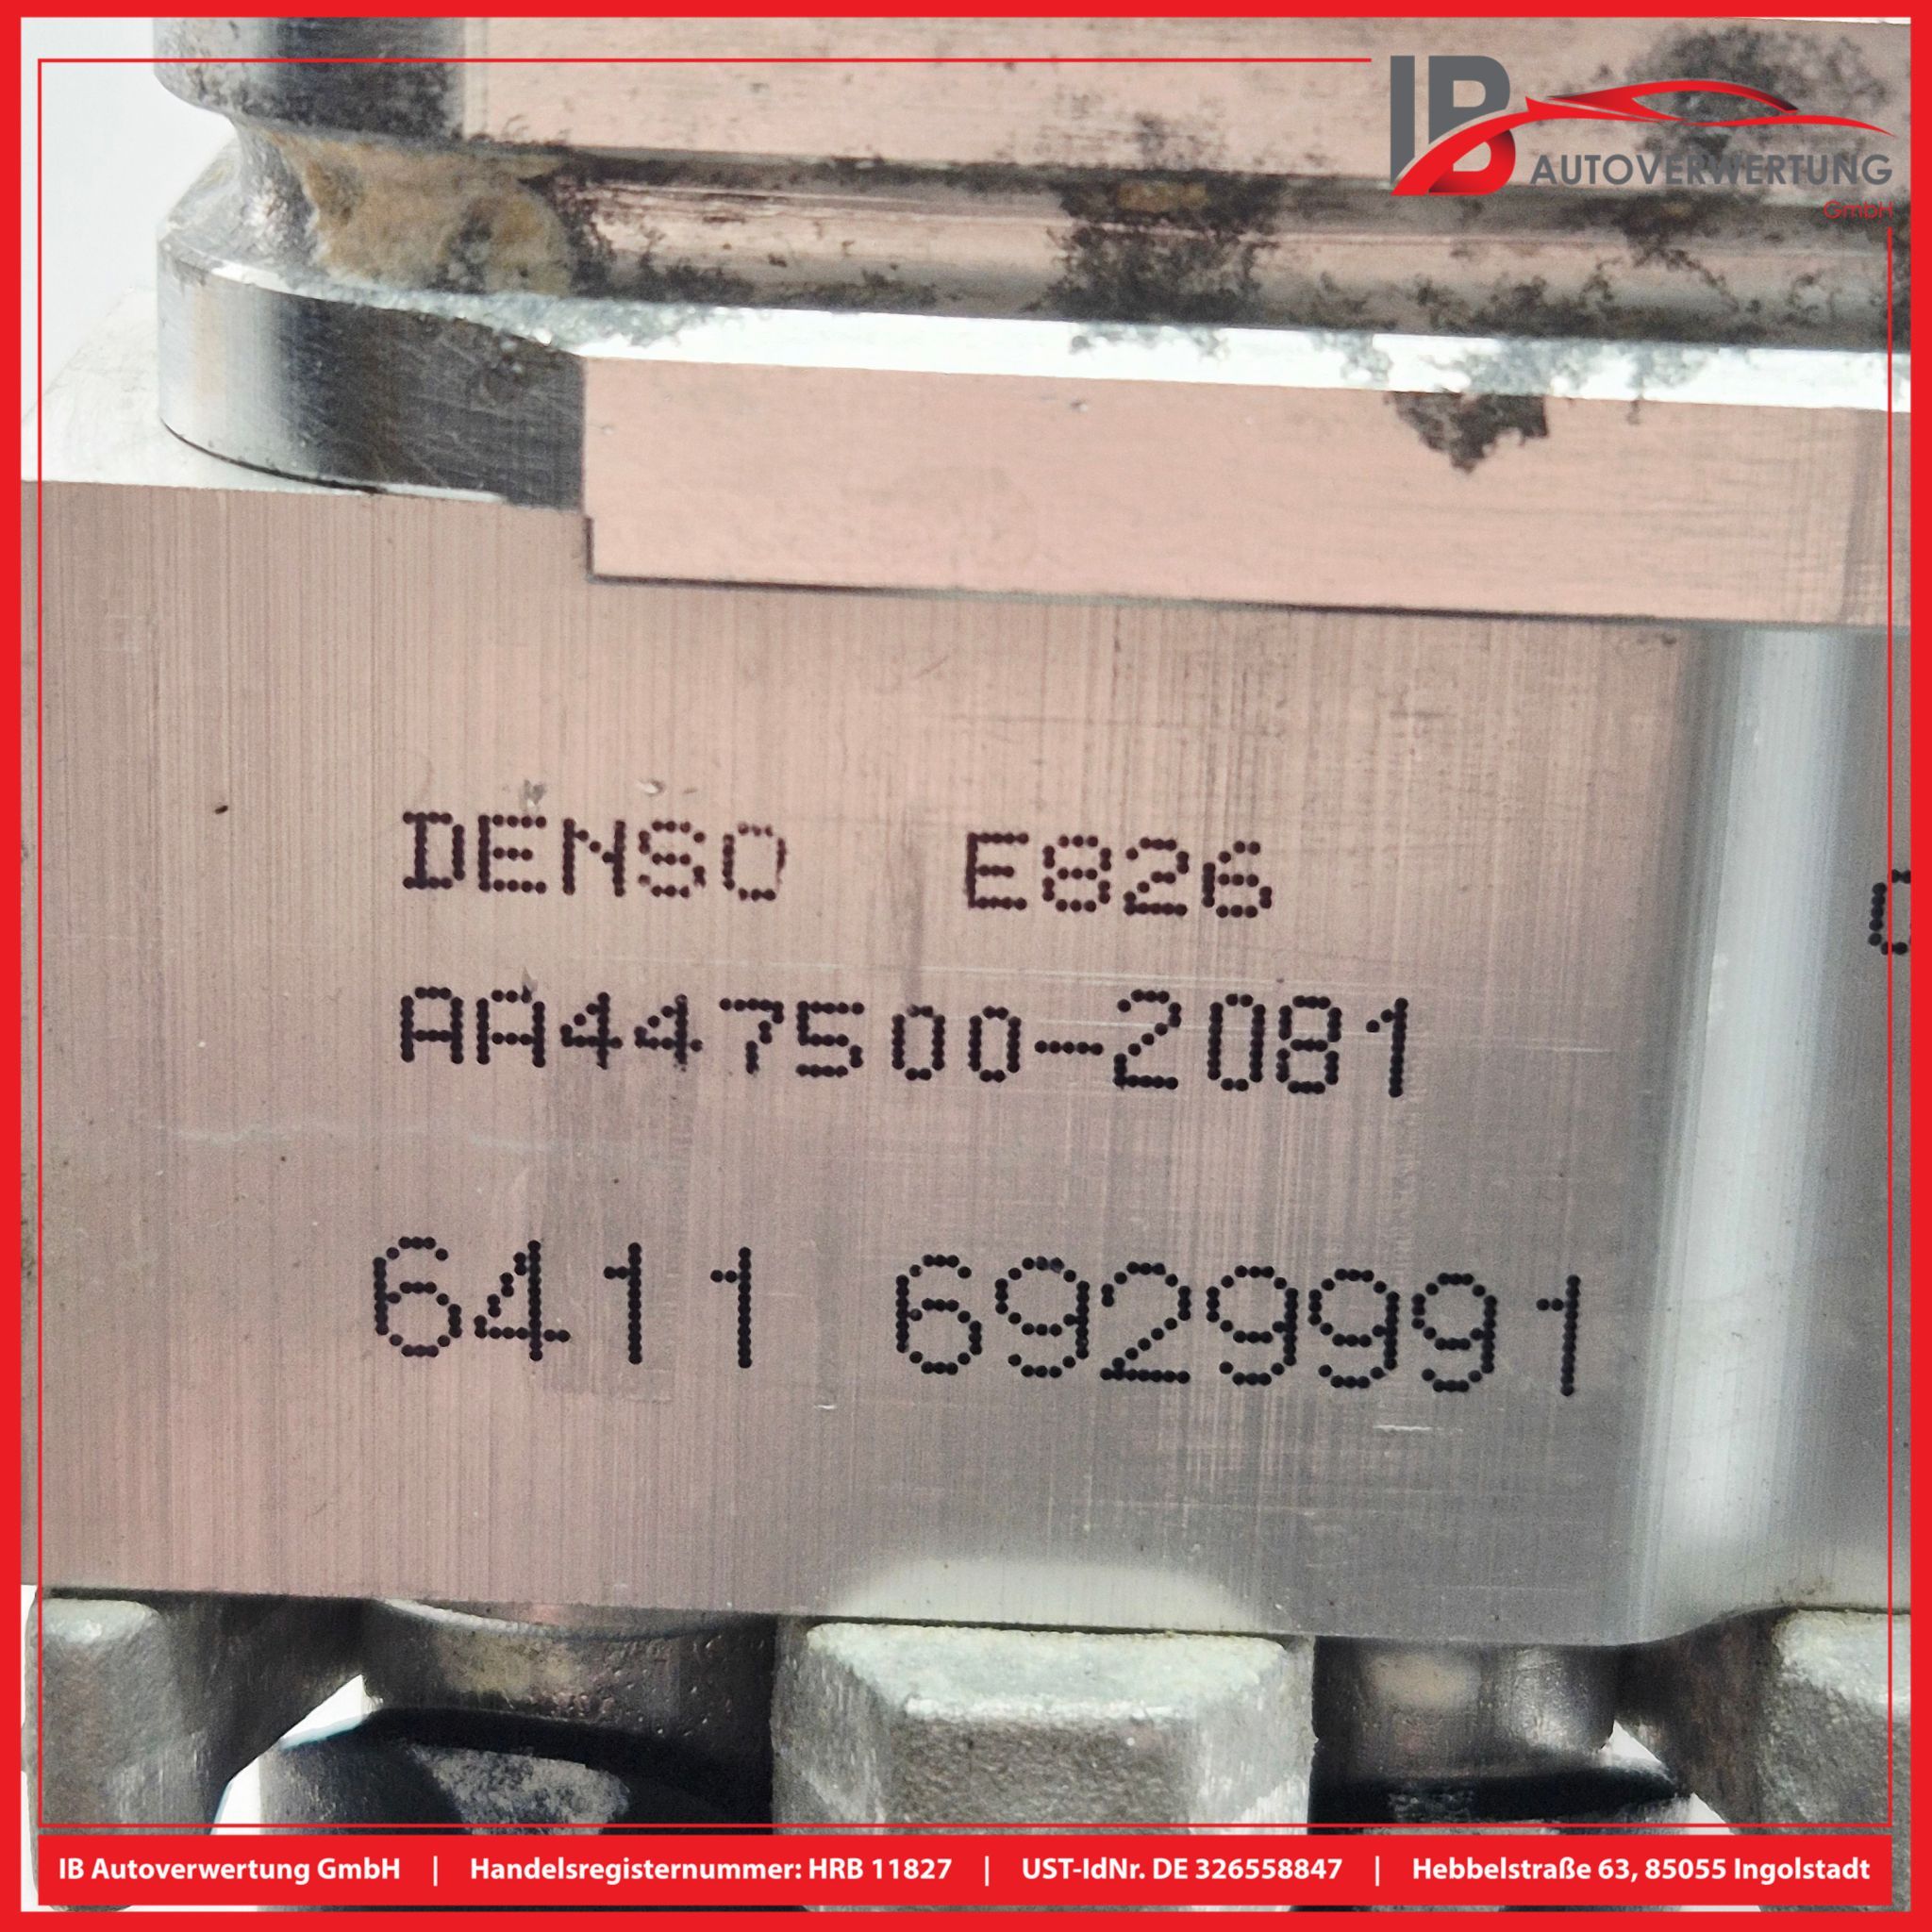 IB AUTOVERWERTUNG
GmbH
DENSO E826
AA447500-2081
6411 6929991
IB Autoverwertung GmbH | Handelsregisternummer: HRB 11827 | UST-IdNr. DE 326558847 | Hebbelstraße 63, 85055 Ingolstadt